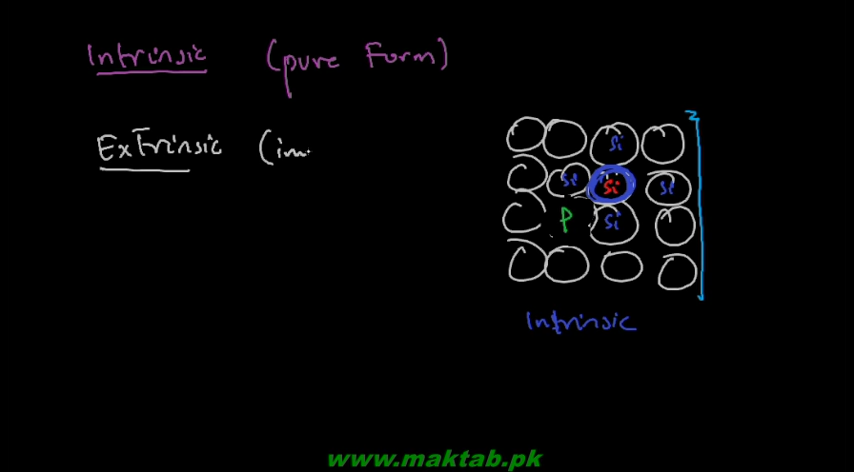 Intrinsic (pure Form)
ExTrinsic (im
Si
Si Si Si
P Si
Intrinsic
www.maktab.pk